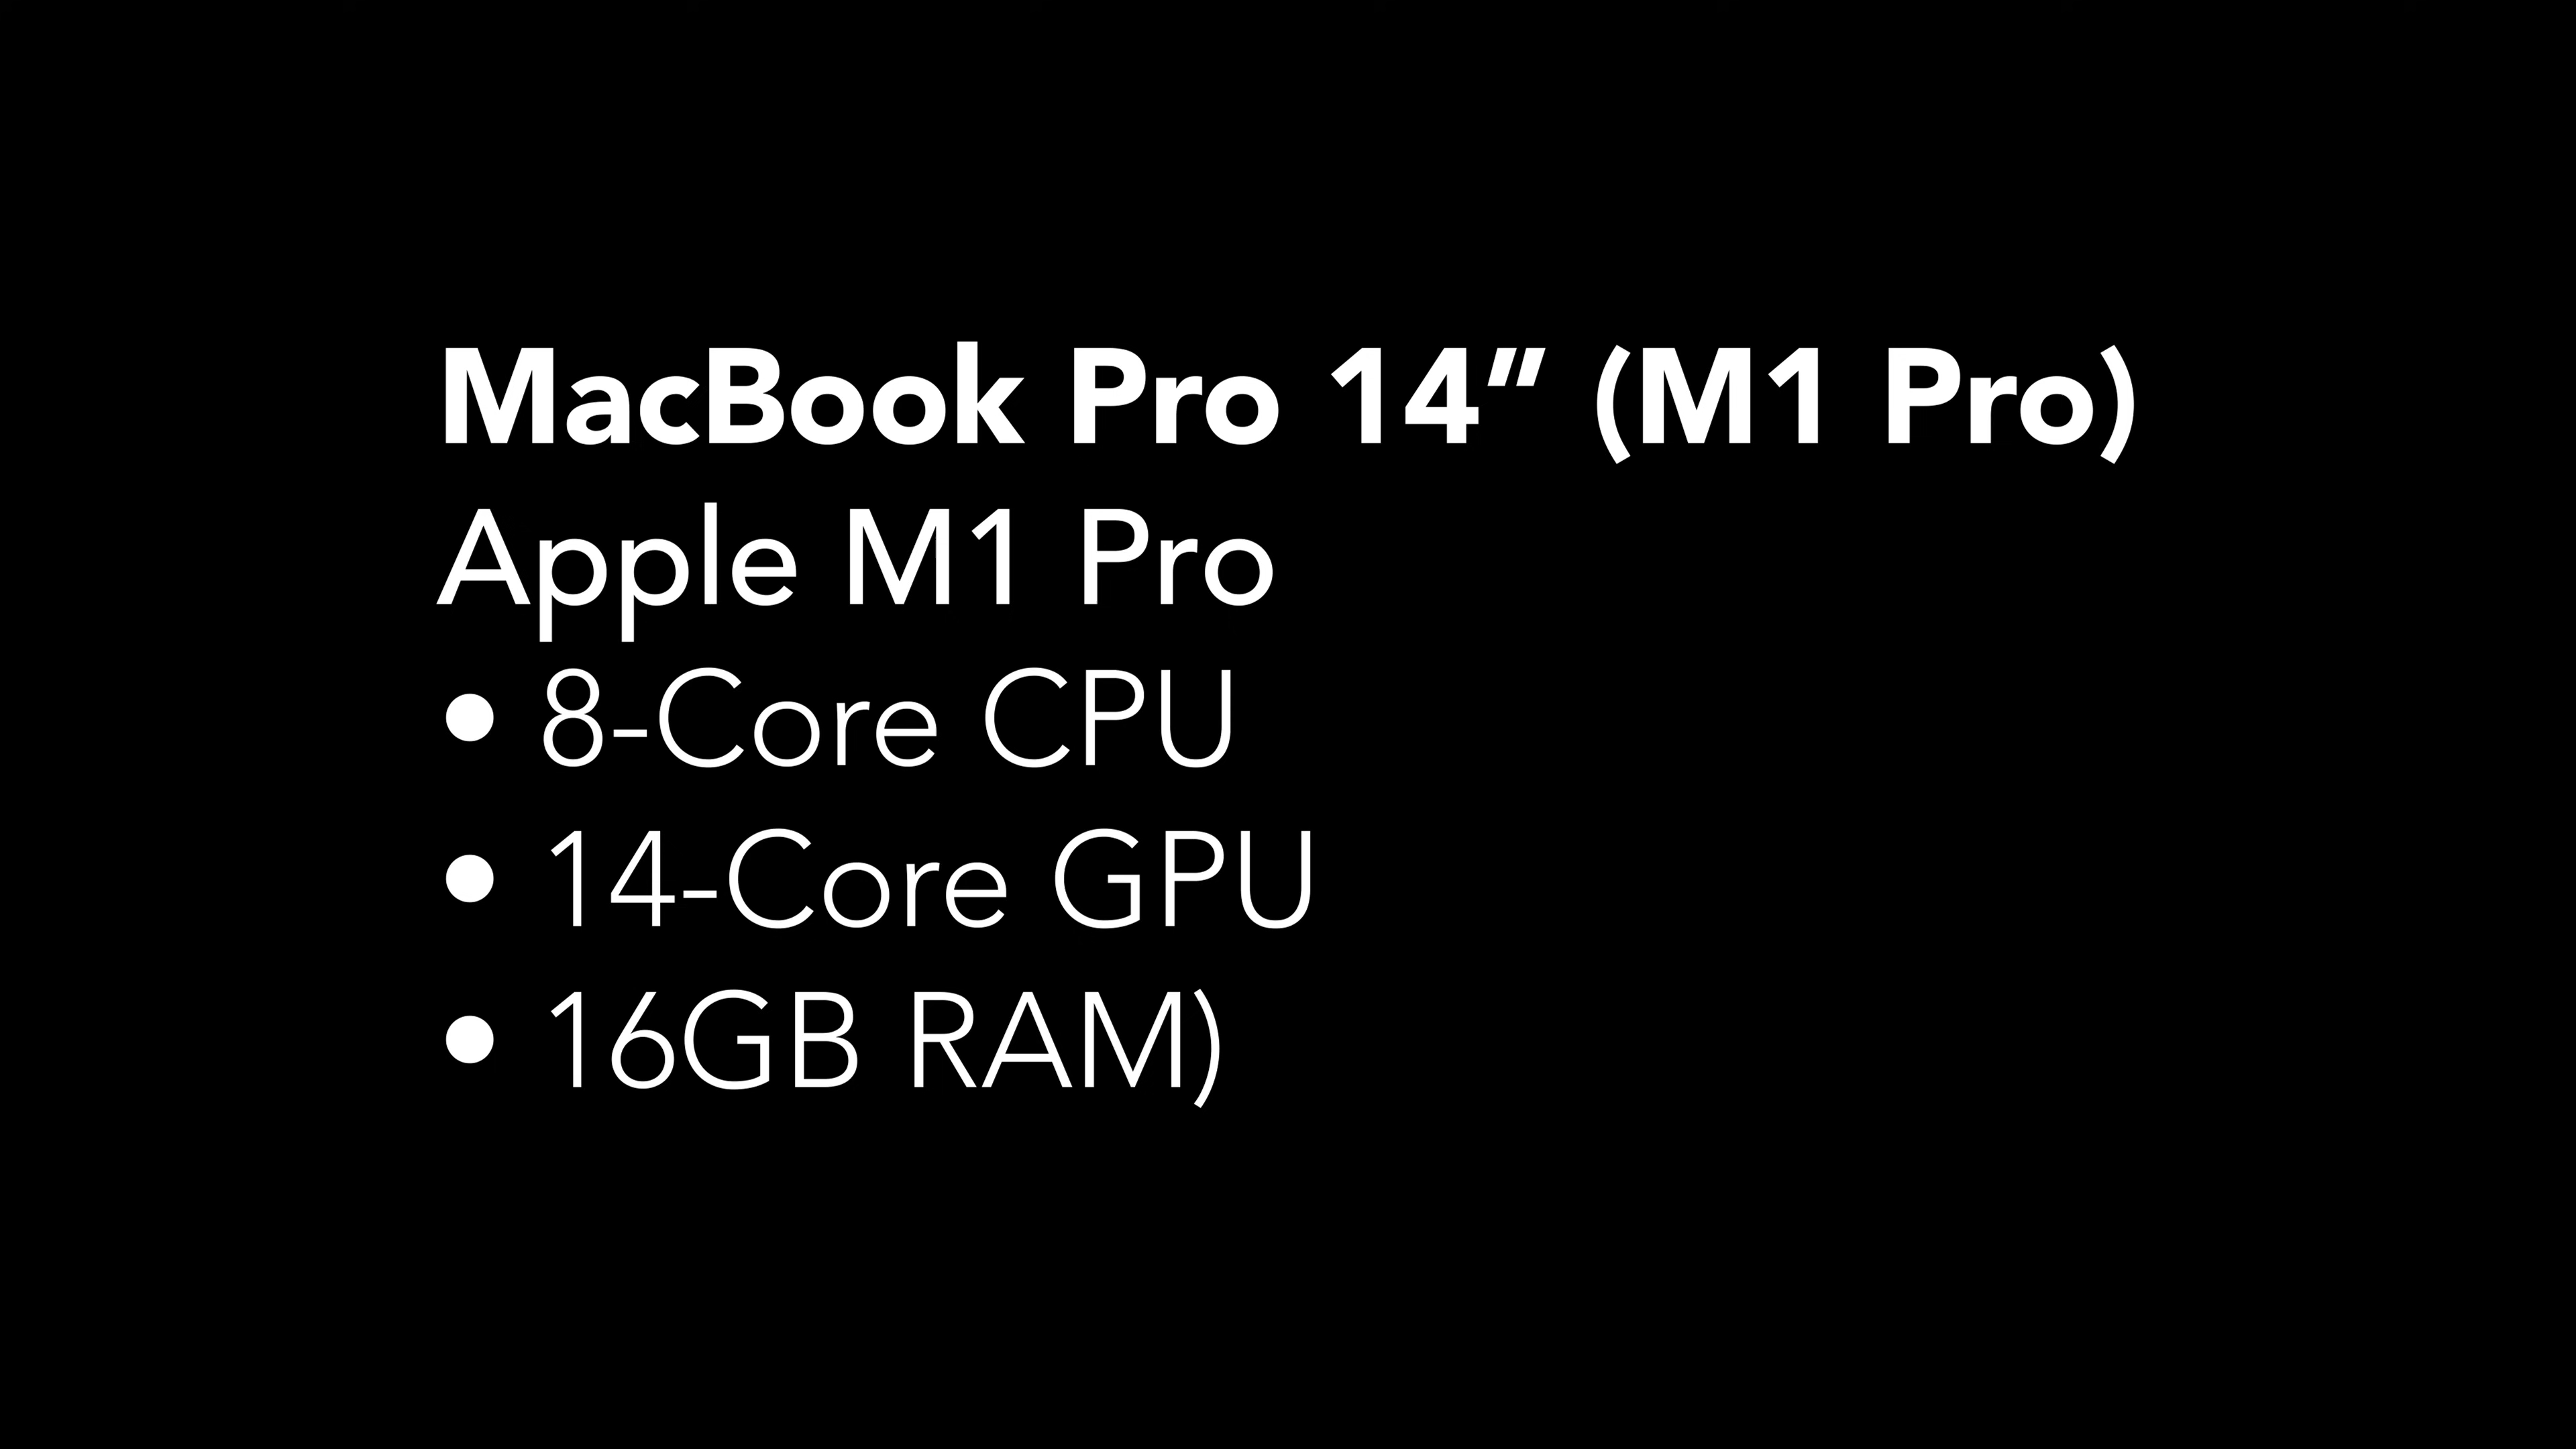 MacBook Pro 14” (M1 Pro)
Apple M1 Pro
• 8-Core CPU
• 14-Core GPU
• 16GB RAM)